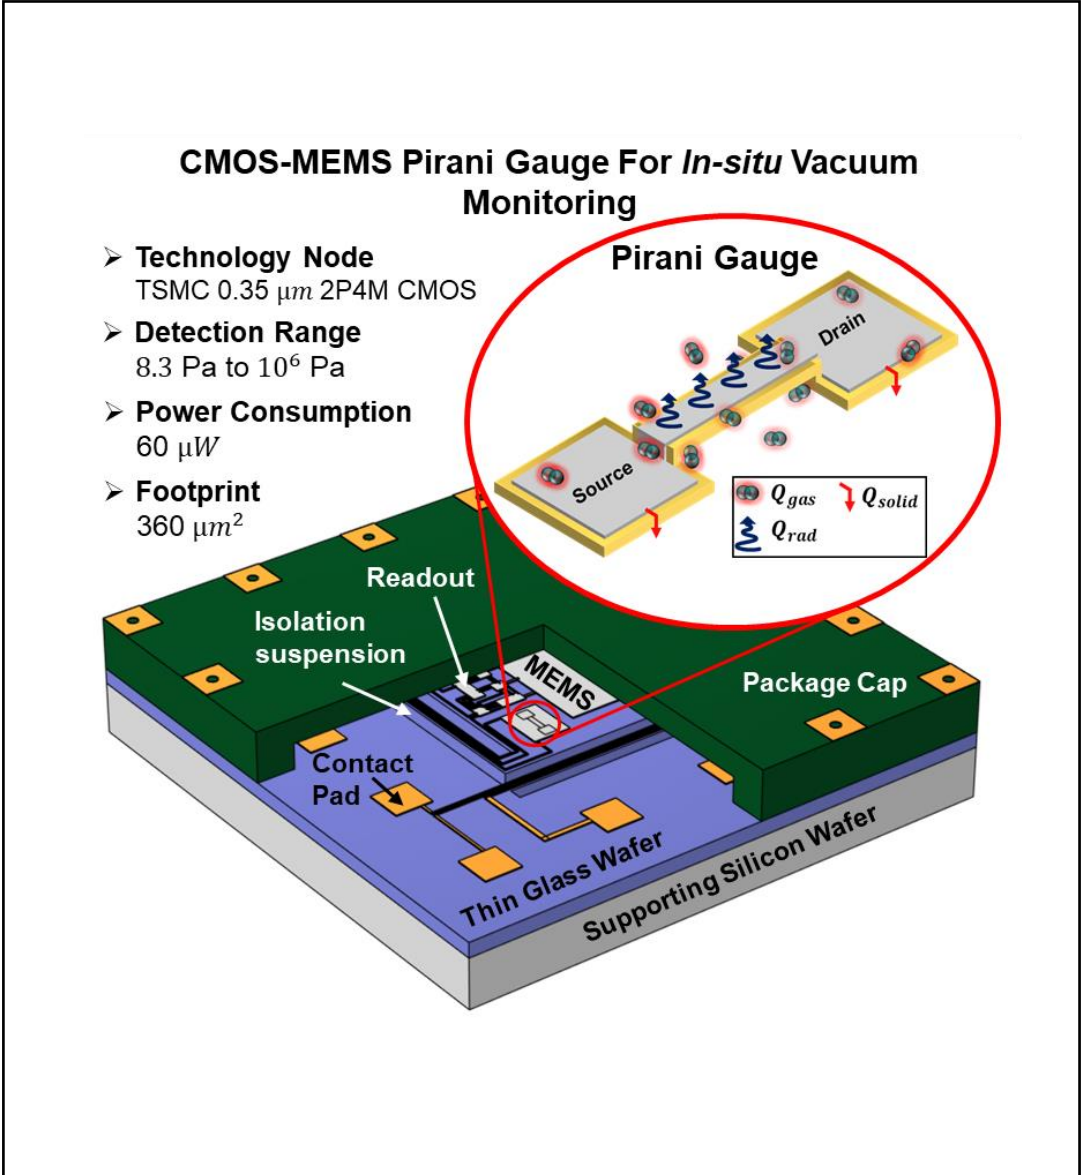 CMOS-MEMS Pirani Gauge For In-situ Vacuum
Monitoring
➢ Technology Node
TSMC 0.35 μm 2P4M CMOS
➢ Detection Range
8.3 Pa to 10⁶ Pa
➢ Power Consumption
60 μW
➢ Footprint
360 μm²
Pirani Gauge
Drain
Source
Q_gas
Q_solid
Q_rad
Readout
Isolation
suspension
MEMS
Package Cap
Contact
Pad
Thin Glass Wafer
Supporting Silicon Wafer